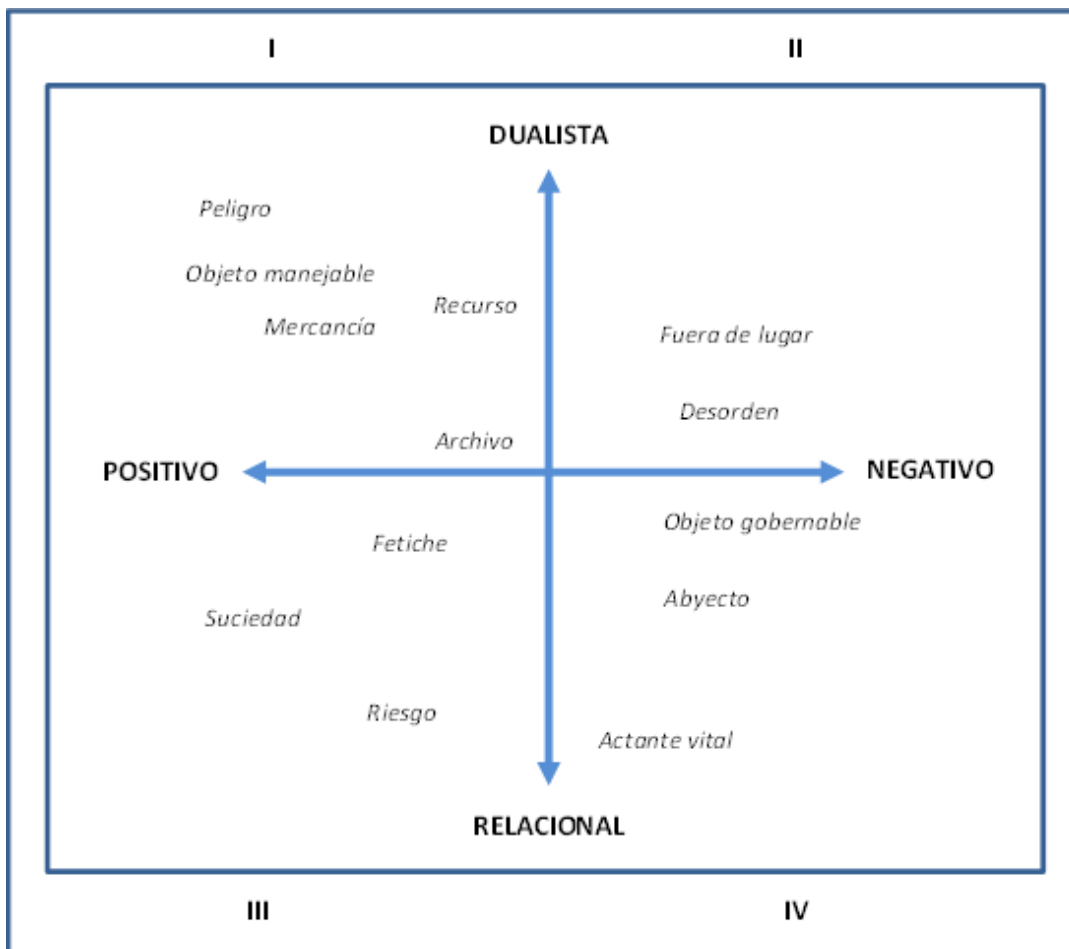 I
II
DUALISTA
Peligro
Objeto manejable
Recurso
Mercancía
Fuera de lugar
Desorden
Archivo
POSITIVO
NEGATIVO
Objeto gobernable
Fetiche
Abyecto
Suciedad
Riesgo
Actante vital
RELACIONAL
III
IV